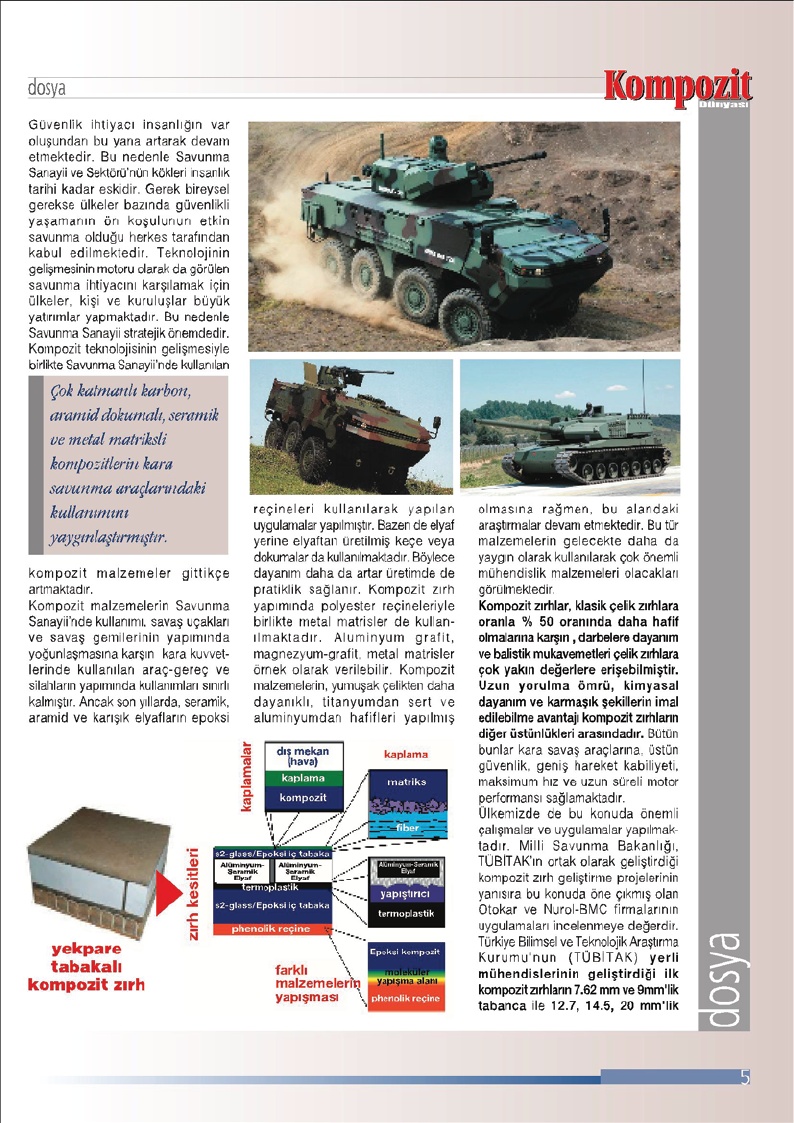 dosya
Kompozit
Dünyası
Güvenlik ihtiyacı insanlığın var
oluşundan bu yana artarak devam
etmektedir. Bu nedenle Savunma
Sanayii ve Sektörü'nün kökleri insanlık
tarihi kadar eskidir. Gerek bireysel
gerekse ülkeler bazında güvenlikli
yaşamanın ön koşulunun etkin
savunma olduğu herkes tarafından
kabul edilmektedir. Teknolojinin
gelişmesinin motoru olarak da görülen
savunma ihtiyacını karşılamak için
ülkeler, kişi ve kuruluşlar büyük
yatırımlar yapmaktadır. Bu nedenle
Savunma Sanayii stratejik önemdedir.
Kompozit teknolojisinin gelişmesiyle
birlikte Savunma Sanayii'nde kullanılan
Çok katmanlı karbon,
aramid dokumalı, seramik
ve metal matriksli
kompozitlerin kara
savunma araçlarındaki
kullanımını
yaygınlaştırmıştır.
kompozit malzemeler gittikçe
artmaktadır.
Kompozit malzemelerin Savunma
Sanayii'nde kullanımı, savaş uçakları
ve savaş gemilerinin yapımında
yoğunlaşmasına karşın kara kuvvet-
lerinde kullanılan araç-gereç ve
silahların yapımında kullanımları sınırlı
kalmıştır. Ancak son yıllarda, seramik,
aramid ve karışık elyafların epoksi
reçineleri kullanılarak yapılan
uygulamalar yapılmıştır. Bazen de elyaf
yerine elyaftan üretilmiş keçe veya
dokumalar da kullanılmaktadır. Böylece
dayanım daha da artar üretimde de
pratiklik sağlanır. Kompozit zırh
yapımında polyester reçineleriyle
birlikte metal matrisler de kullan-
ılmaktadır. Aluminyum grafit,
magnezyum-grafit, metal matrisler
örnek olarak verilebilir. Kompozit
malzemelerin, yumuşak çelikten daha
dayanıklı, titanyumdan sert ve
aluminyumdan hafifleri yapılmış
olmasına rağmen, bu alandaki
araştırmalar devam etmektedir. Bu tür
malzemelerin gelecekte daha da
yaygın olarak kullanılarak çok önemli
mühendislik malzemeleri olacakları
görülmektedir.
Kompozit zırhlar, klasik çelik zırhlara
oranla % 50 oranında daha hafif
olmalarına karşın , darbelere dayanım
ve balistik mukavemetleri çelik zırhlara
çok yakın değerlere erişebilmiştir.
Uzun yorulma ömrü, kimyasal
dayanım ve karmaşık şekillerin imal
edilebilme avantajı kompozit zırhların
diğer üstünlükleri arasındadır. Bütün
bunlar kara savaş araçlarına, üstün
güvenlik, geniş hareket kabiliyeti,
maksimum hız ve uzun süreli motor
performansı sağlamaktadır.
Ülkemizde de bu konuda önemli
çalışmalar ve uygulamalar yapılmak-
tadır. Milli Savunma Bakanlığı,
TÜBİTAK'ın ortak olarak geliştirdiği
kompozit zırh geliştirme projelerinin
yanısıra bu konuda öne çıkmış olan
Otokar ve Nurol-BMC firmalarının
uygulamaları incelenmeye değerdir.
Türkiye Bilimsel ve Teknolojik Araştırma
Kurumu'nun (TÜBİTAK) yerli
mühendislerinin geliştirdiği ilk
kompozit zırhların 7.62 mm ve 9mm'lik
tabanca ile 12.7, 14.5, 20 mm'lik
yekpare
tabakalı
kompozit zırh
zırh kesitleri
kaplamalar
dış mekan
(hava)
kaplama
kompozit
s2-glass/Epoksi iç tabaka
Alüminyum-
Seramik
Elyaf
Alüminyum-
Seramik
Elyaf
termoplastik
s2-glass/Epoksi iç tabaka
phenolik reçine
kaplama
matriks
fiber
Alüminyum-Seramik
Elyaf
yapıştırıcı
termoplastik
Epoksi kompozit
moleküler
yapışma alanı
phenolik reçine
farklı
malzemelerin
yapışması
dosya
5